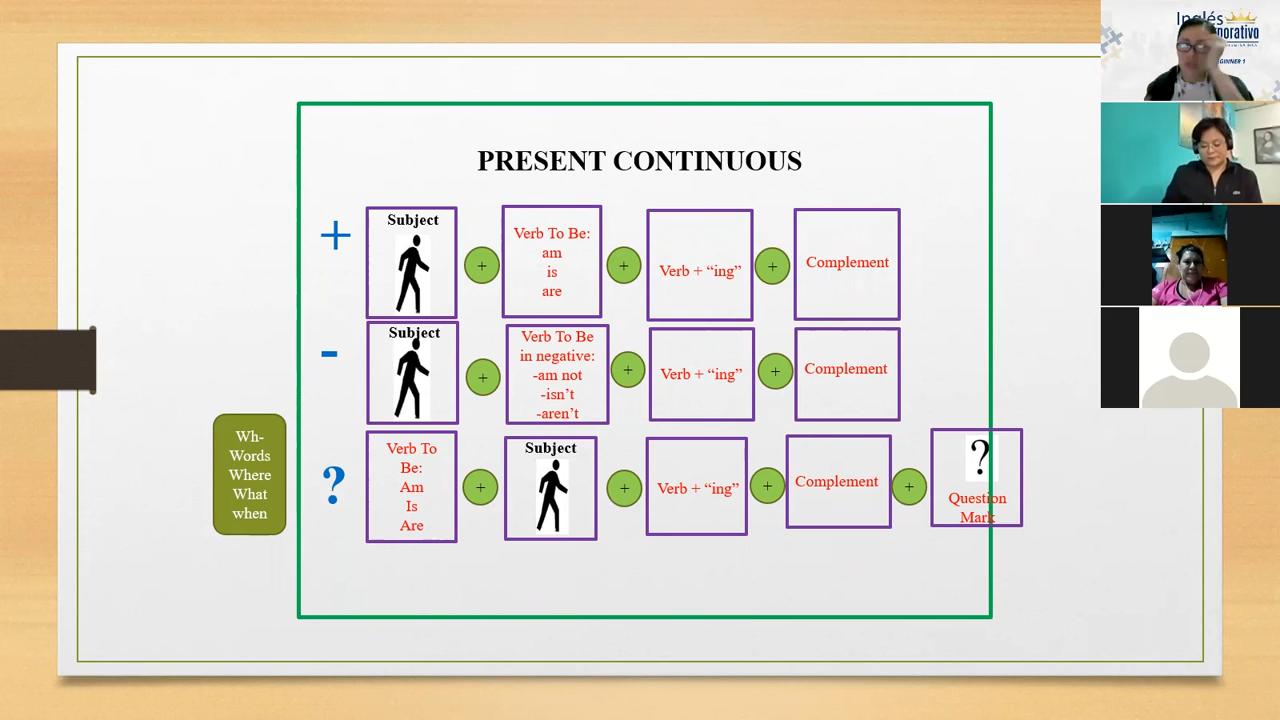 PRESENT CONTINUOUS
+
Subject
+
Verb To Be:
am
is
are
+
Verb + “ing”
+
Complement
-
Subject
+
Verb To Be
in negative:
-am not
-isn’t
-aren’t
+
Verb + “ing”
+
Complement
Wh-
Words
Where
What
when
?
Verb To
Be:
Am
Is
Are
+
Subject
+
Verb + “ing”
+
Complement
+
?
Question
Mark
Inglés